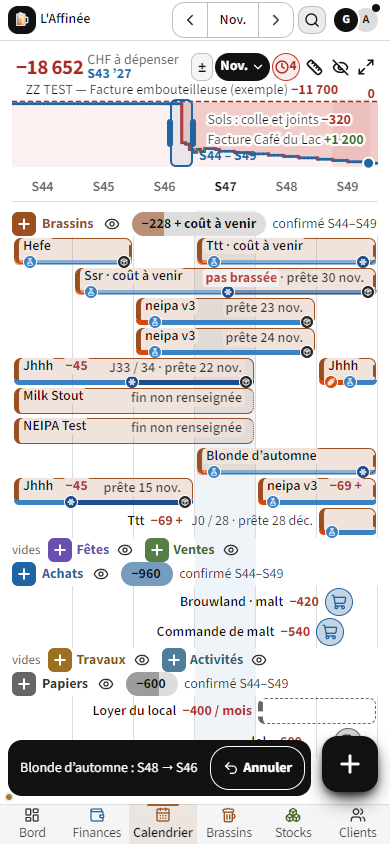 L'Affinée
Nov.
G
A
−18 652 CHF à dépenser
S43 ’27
±
Nov.
4
ZZ TEST — Facture embouteilleuse (exemple) −11 700
0
Sols : colle et joints −320
Facture Café du Lac +1 200
S44 – S49
S44 S45 S46 S47 S48 S49
Brassins −228 + coût à venir confirmé S44–S49
Hefe
Ttt · coût à venir
Ssr · coût à venir pas brassée · prête 30 nov.
neipa v3 prête 23 nov.
neipa v3 prête 24 nov.
Jhhh −45 J33 / 34 · prête 22 nov.
Jhhh
Milk Stout fin non renseignée
NEIPA Test fin non renseignée
Blonde d’automne
Jhhh −45 prête 15 nov.
neipa v3 −69 +
Ttt −69 + J0 / 28 · prête 28 déc.
vides Fêtes Ventes
Achats −960 confirmé S44–S49
Brouwland · malt −420
Commande de malt −540
vides Travaux Activités
Papiers −600 confirmé S44–S49
Loyer du local −400 / mois
Blonde d’automne : S48 → S46 Annuler
Bord Finances Calendrier Brassins Stocks Clients